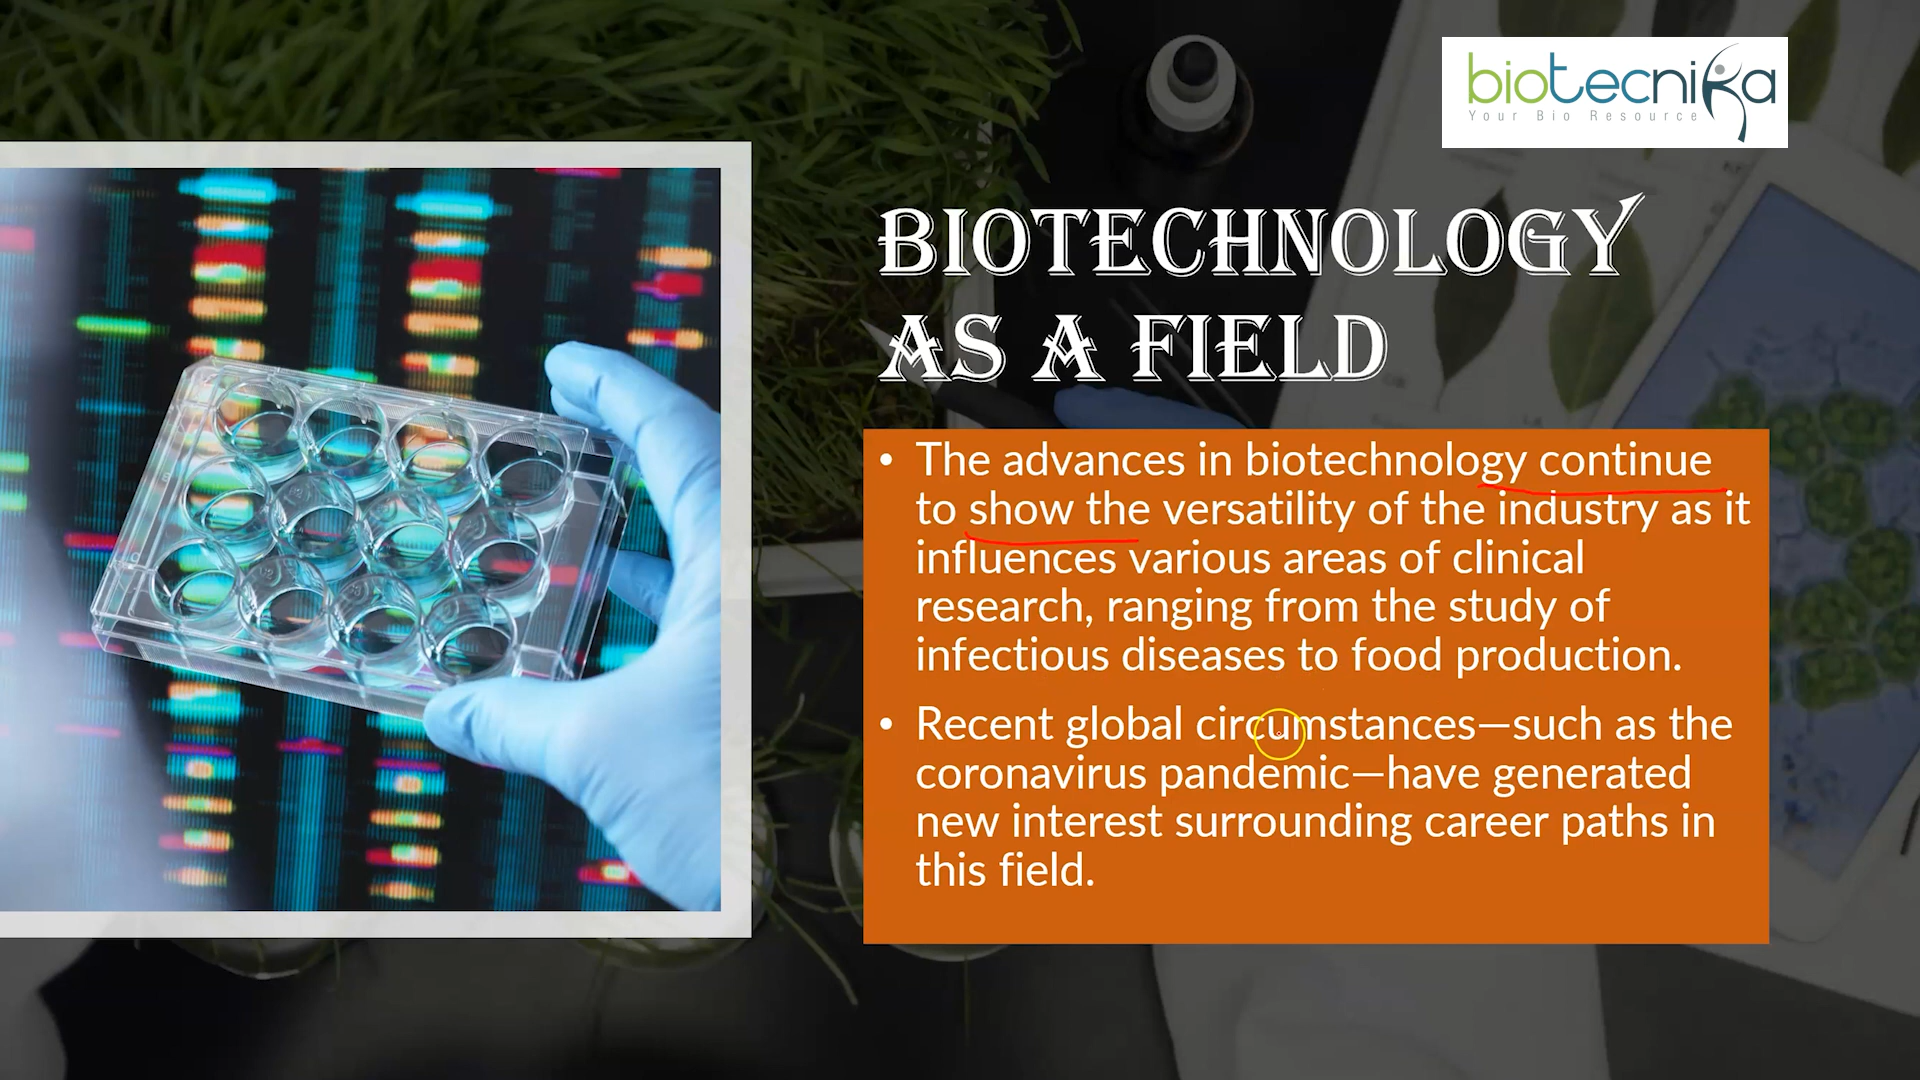 biotecnika
Your Bio Resource
BIOTECHNOLOGY
AS A FIELD
• The advances in biotechnology continue
to show the versatility of the industry as it
influences various areas of clinical
research, ranging from the study of
infectious diseases to food production.
• Recent global circumstances—such as the
coronavirus pandemic—have generated
new interest surrounding career paths in
this field.